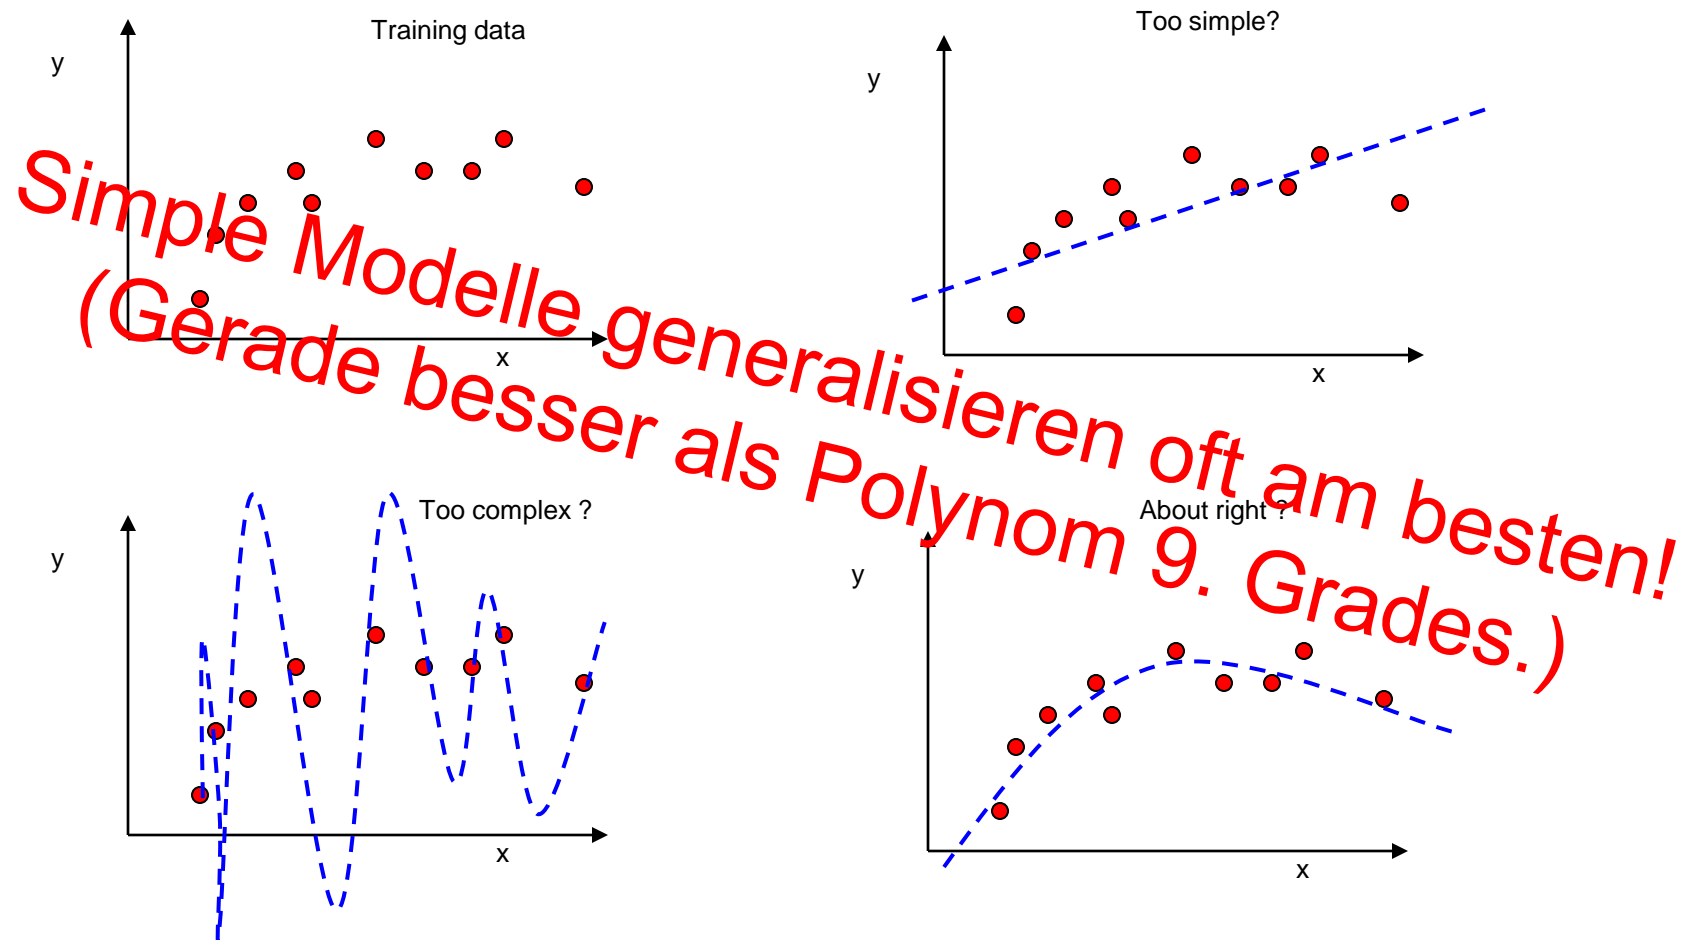 Training data
y
x
Too simple?
y
x
Simple Modelle generalisieren oft am besten!
(Gerade besser als Polynom 9. Grades.)
Too complex ?
y
x
About right ?
y
x